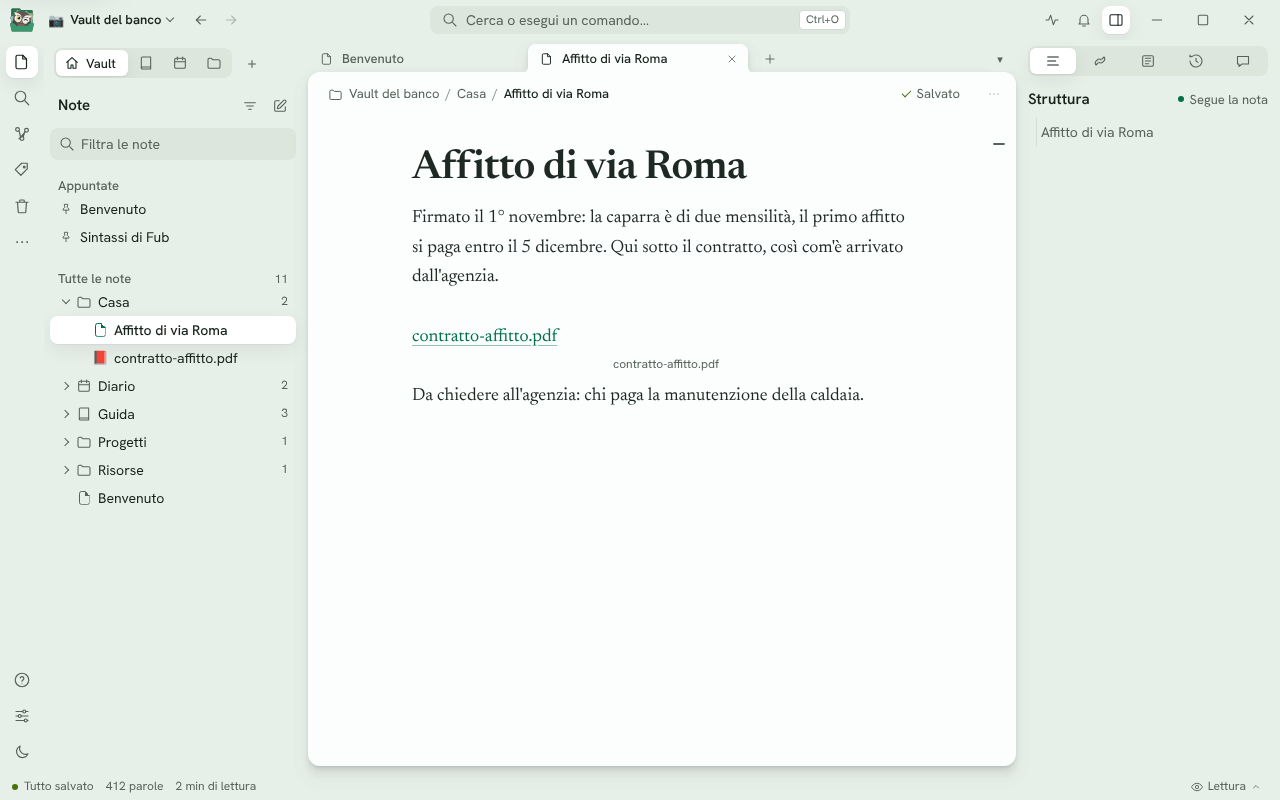 Vault del banco
Cerca o esegui un comando...
Ctrl+O
Vault
Benvenuto
Affitto di via Roma
Note
Filtra le note
Appuntate
Benvenuto
Sintassi di Fub
Tutte le note 11
Casa 2
Affitto di via Roma
contratto-affitto.pdf
Diario 2
Guida 3
Progetti 1
Risorse 1
Benvenuto
Vault del banco / Casa / Affitto di via Roma
Salvato
Affitto di via Roma
Firmato il 1° novembre: la caparra è di due mensilità, il primo affitto
si paga entro il 5 dicembre. Qui sotto il contratto, così com'è arrivato
dall'agenzia.
contratto-affitto.pdf
contratto-affitto.pdf
Da chiedere all'agenzia: chi paga la manutenzione della caldaia.
Struttura
Segue la nota
Affitto di via Roma
Tutto salvato 412 parole 2 min di lettura
Lettura